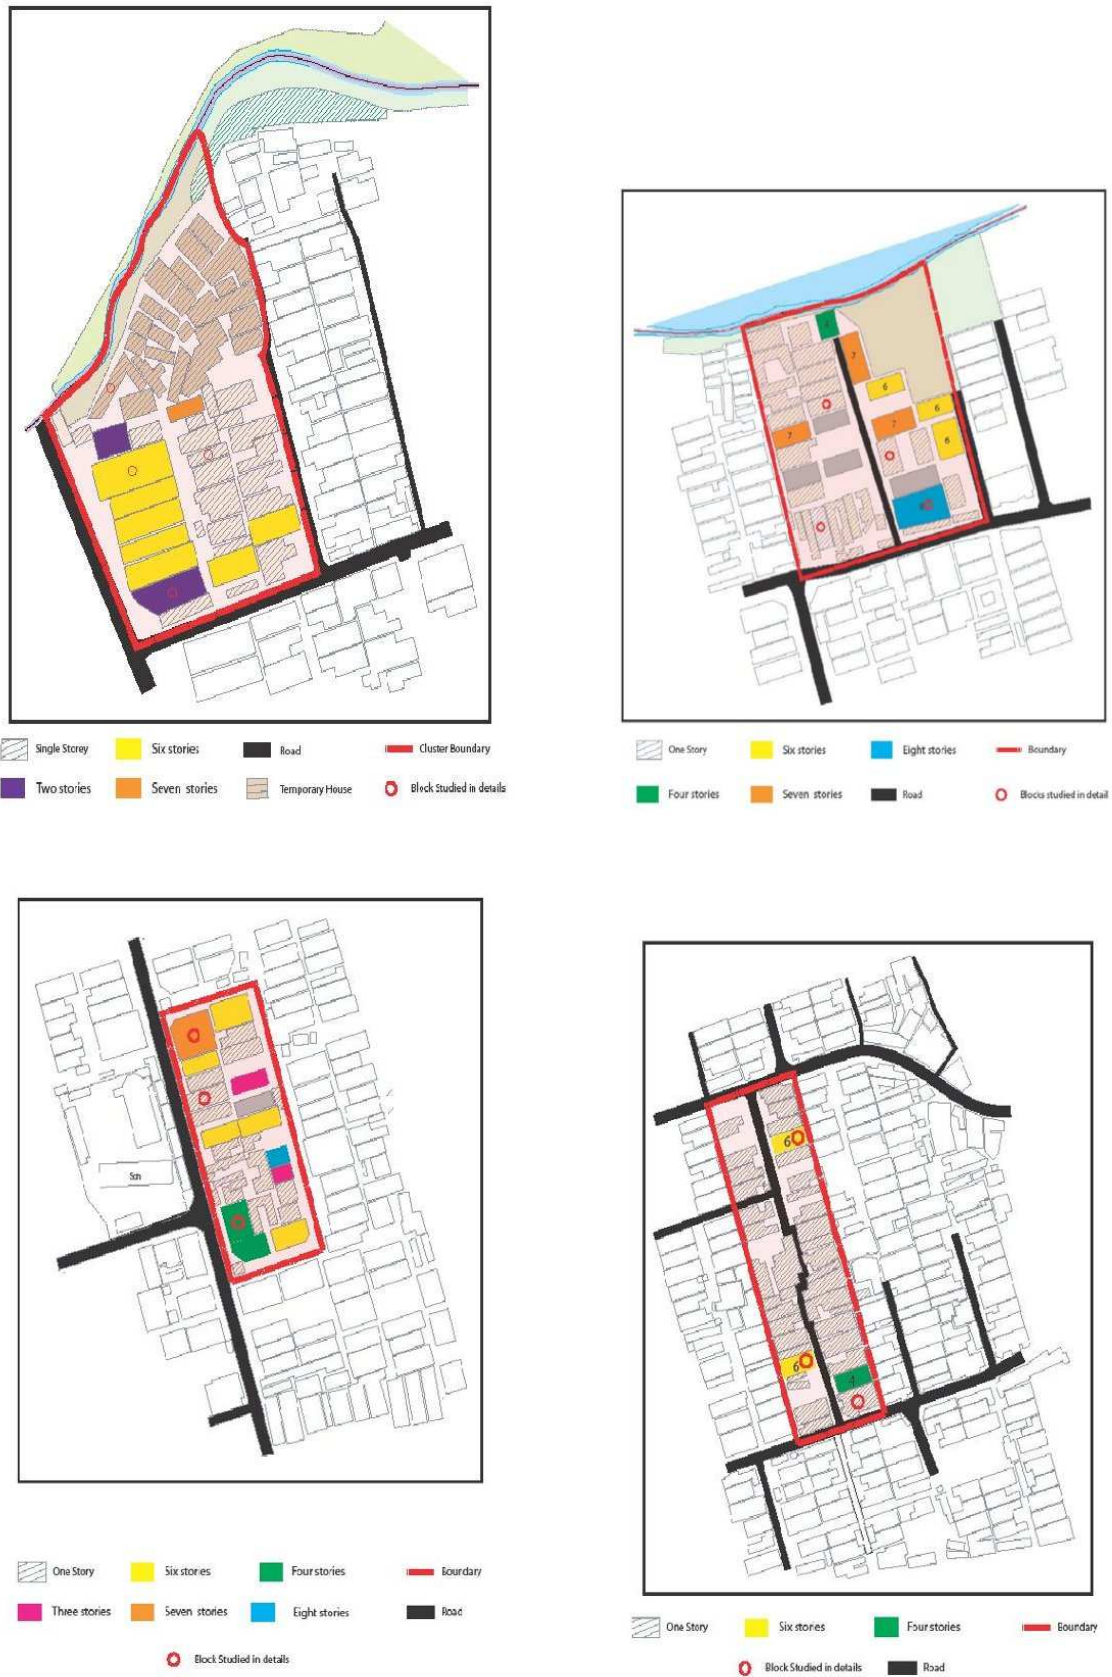 4
7
6
7
6
7
6
8
Single Storey
Six stories
Road
Cluster Boundary
Two stories
Seven stories
Temporary House
Block Studied in details
One Story
Six stories
Eight stories
Boundary
Four stories
Seven stories
Road
Blocks studied in detail
Sch
6
6
4
One Story
Six stories
Four stories
Boundary
Three stories
Seven stories
Eight stories
Road
Block Studied in details
One Story
Six stories
Four stories
Boundary
Block Studied in details
Road